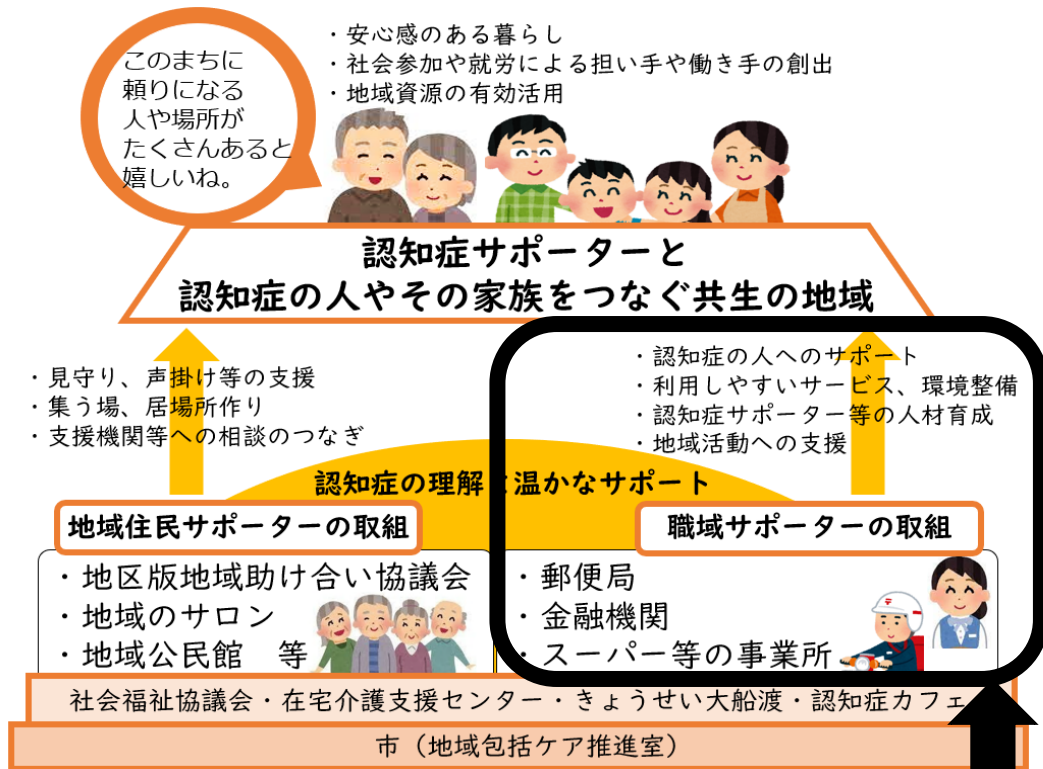 このまちに
頼りになる
人や場所が
たくさんあると
嬉しいね。
・安心感のある暮らし
・社会参加や就労による担い手や働き手の創出
・地域資源の有効活用
認知症サポーターと
認知症の人やその家族をつなぐ共生の地域
・見守り、声掛け等の支援
・集う場、居場所作り
・支援機関等への相談のつなぎ
・認知症の人へのサポート
・利用しやすいサービス、環境整備
・認知症サポーター等の人材育成
・地域活動への支援
認知症の理解と温かなサポート
地域住民サポーターの取組
・地区版地域助け合い協議会
・地域のサロン
・地域公民館　等
職域サポーターの取組
・郵便局
・金融機関
・スーパー等の事業所
社会福祉協議会・在宅介護支援センター・きょうせい大船渡・認知症カフェ
市（地域包括ケア推進室）